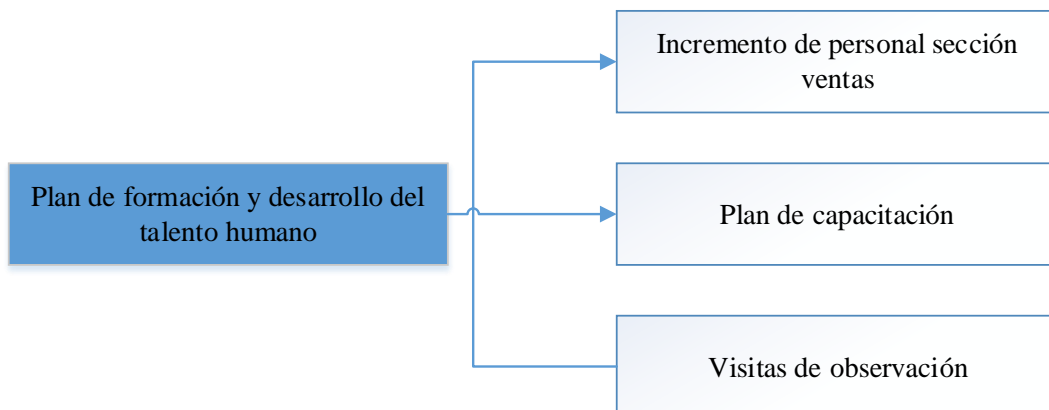 Incremento de personal sección
ventas
Plan de formación y desarrollo del
talento humano
Plan de capacitación
Visitas de observación